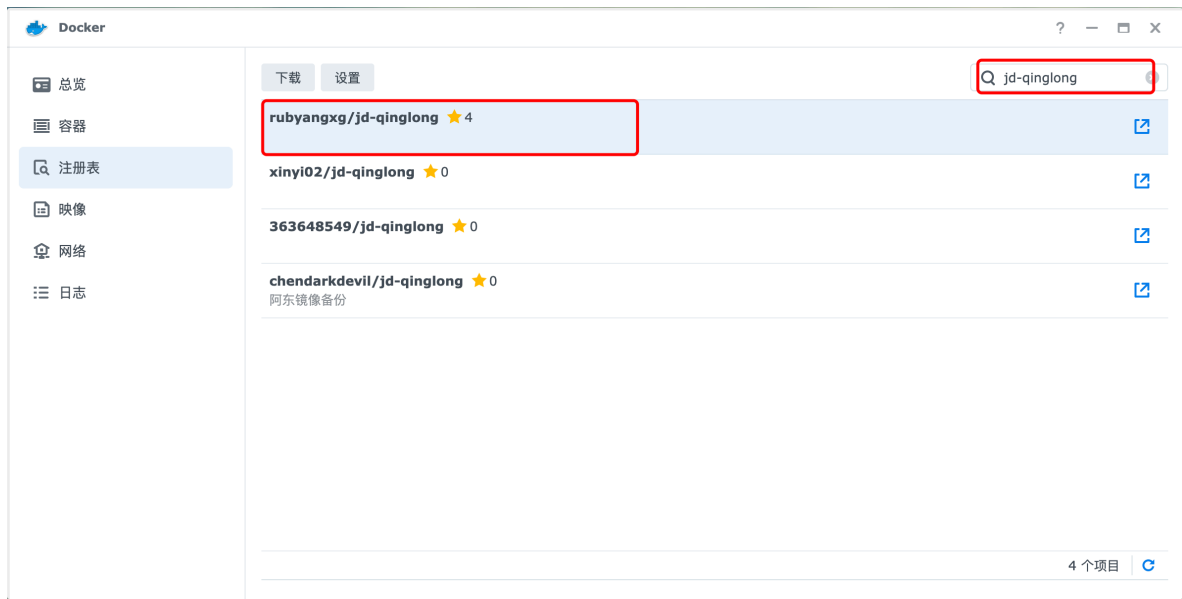 Docker
总览
容器
注册表
映像
网络
日志
下载 设置 jd-qinglong
rubyangxg/jd-qinglong 4
xinyi02/jd-qinglong 0
363648549/jd-qinglong 0
chendarkdevil/jd-qinglong 0
阿东镜像备份
4 个项目